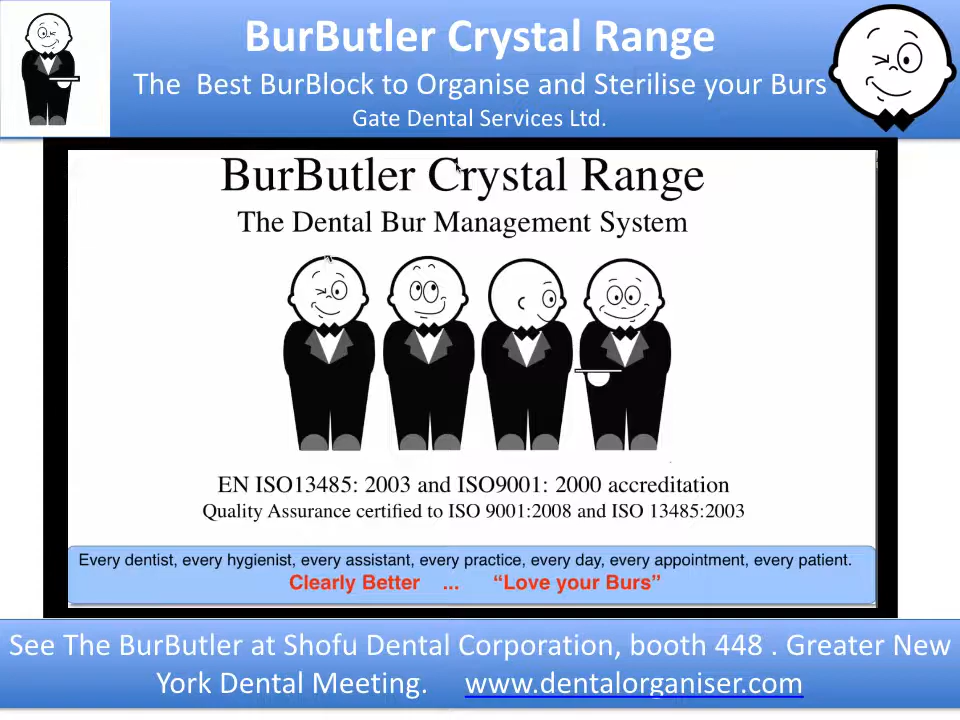 BurButler Crystal Range
The Best BurBlock to Organise and Sterilise your Burs
Gate Dental Services Ltd.
BurButler Crystal Range
The Dental Bur Management System
EN ISO13485: 2003 and ISO9001: 2000 accreditation
Quality Assurance certified to ISO 9001:2008 and ISO 13485:2003
Every dentist, every hygienist, every assistant, every practice, every day, every appointment, every patient.
Clearly Better ... “Love your Burs”
See The BurButler at Shofu Dental Corporation, booth 448 . Greater New
York Dental Meeting. www.dentalorganiser.com